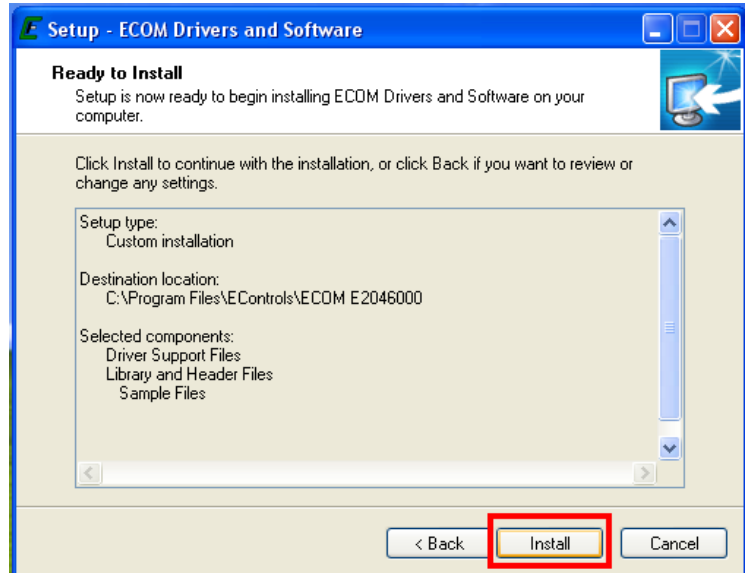 Setup - ECOM Drivers and Software
Ready to Install
Setup is now ready to begin installing ECOM Drivers and Software on your
computer.
Click Install to continue with the installation, or click Back if you want to review or
change any settings.
Setup type:
Custom installation
Destination location:
C:\Program Files\EControls\ECOM E2046000
Selected components:
Driver Support Files
Library and Header Files
Sample Files
< Back
Install
Cancel